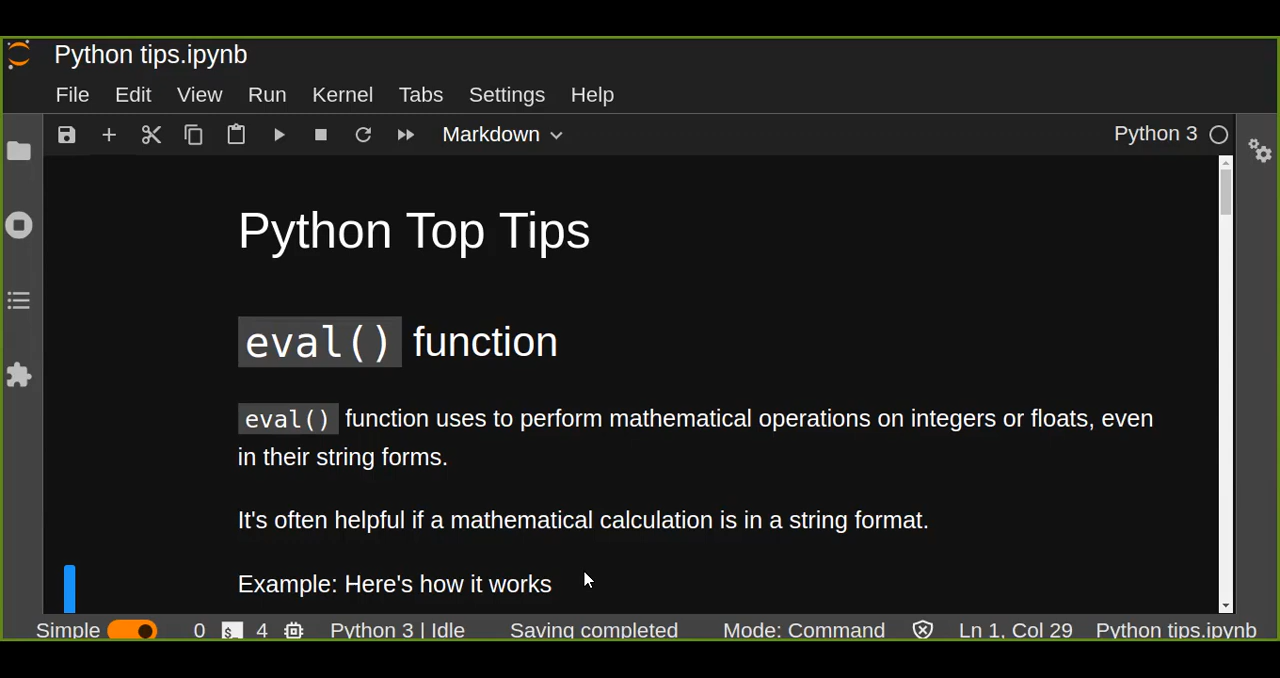 Python tips.ipynb
File Edit View Run Kernel Tabs Settings Help
Markdown Python 3
Python Top Tips
eval() function
eval() function uses to perform mathematical operations on integers or floats, even
in their string forms.
It's often helpful if a mathematical calculation is in a string format.
Example: Here's how it works
Simple 0 $_ 4 Python 3 | Idle Saving completed Mode: Command Ln 1, Col 29 Python tips.ipynb